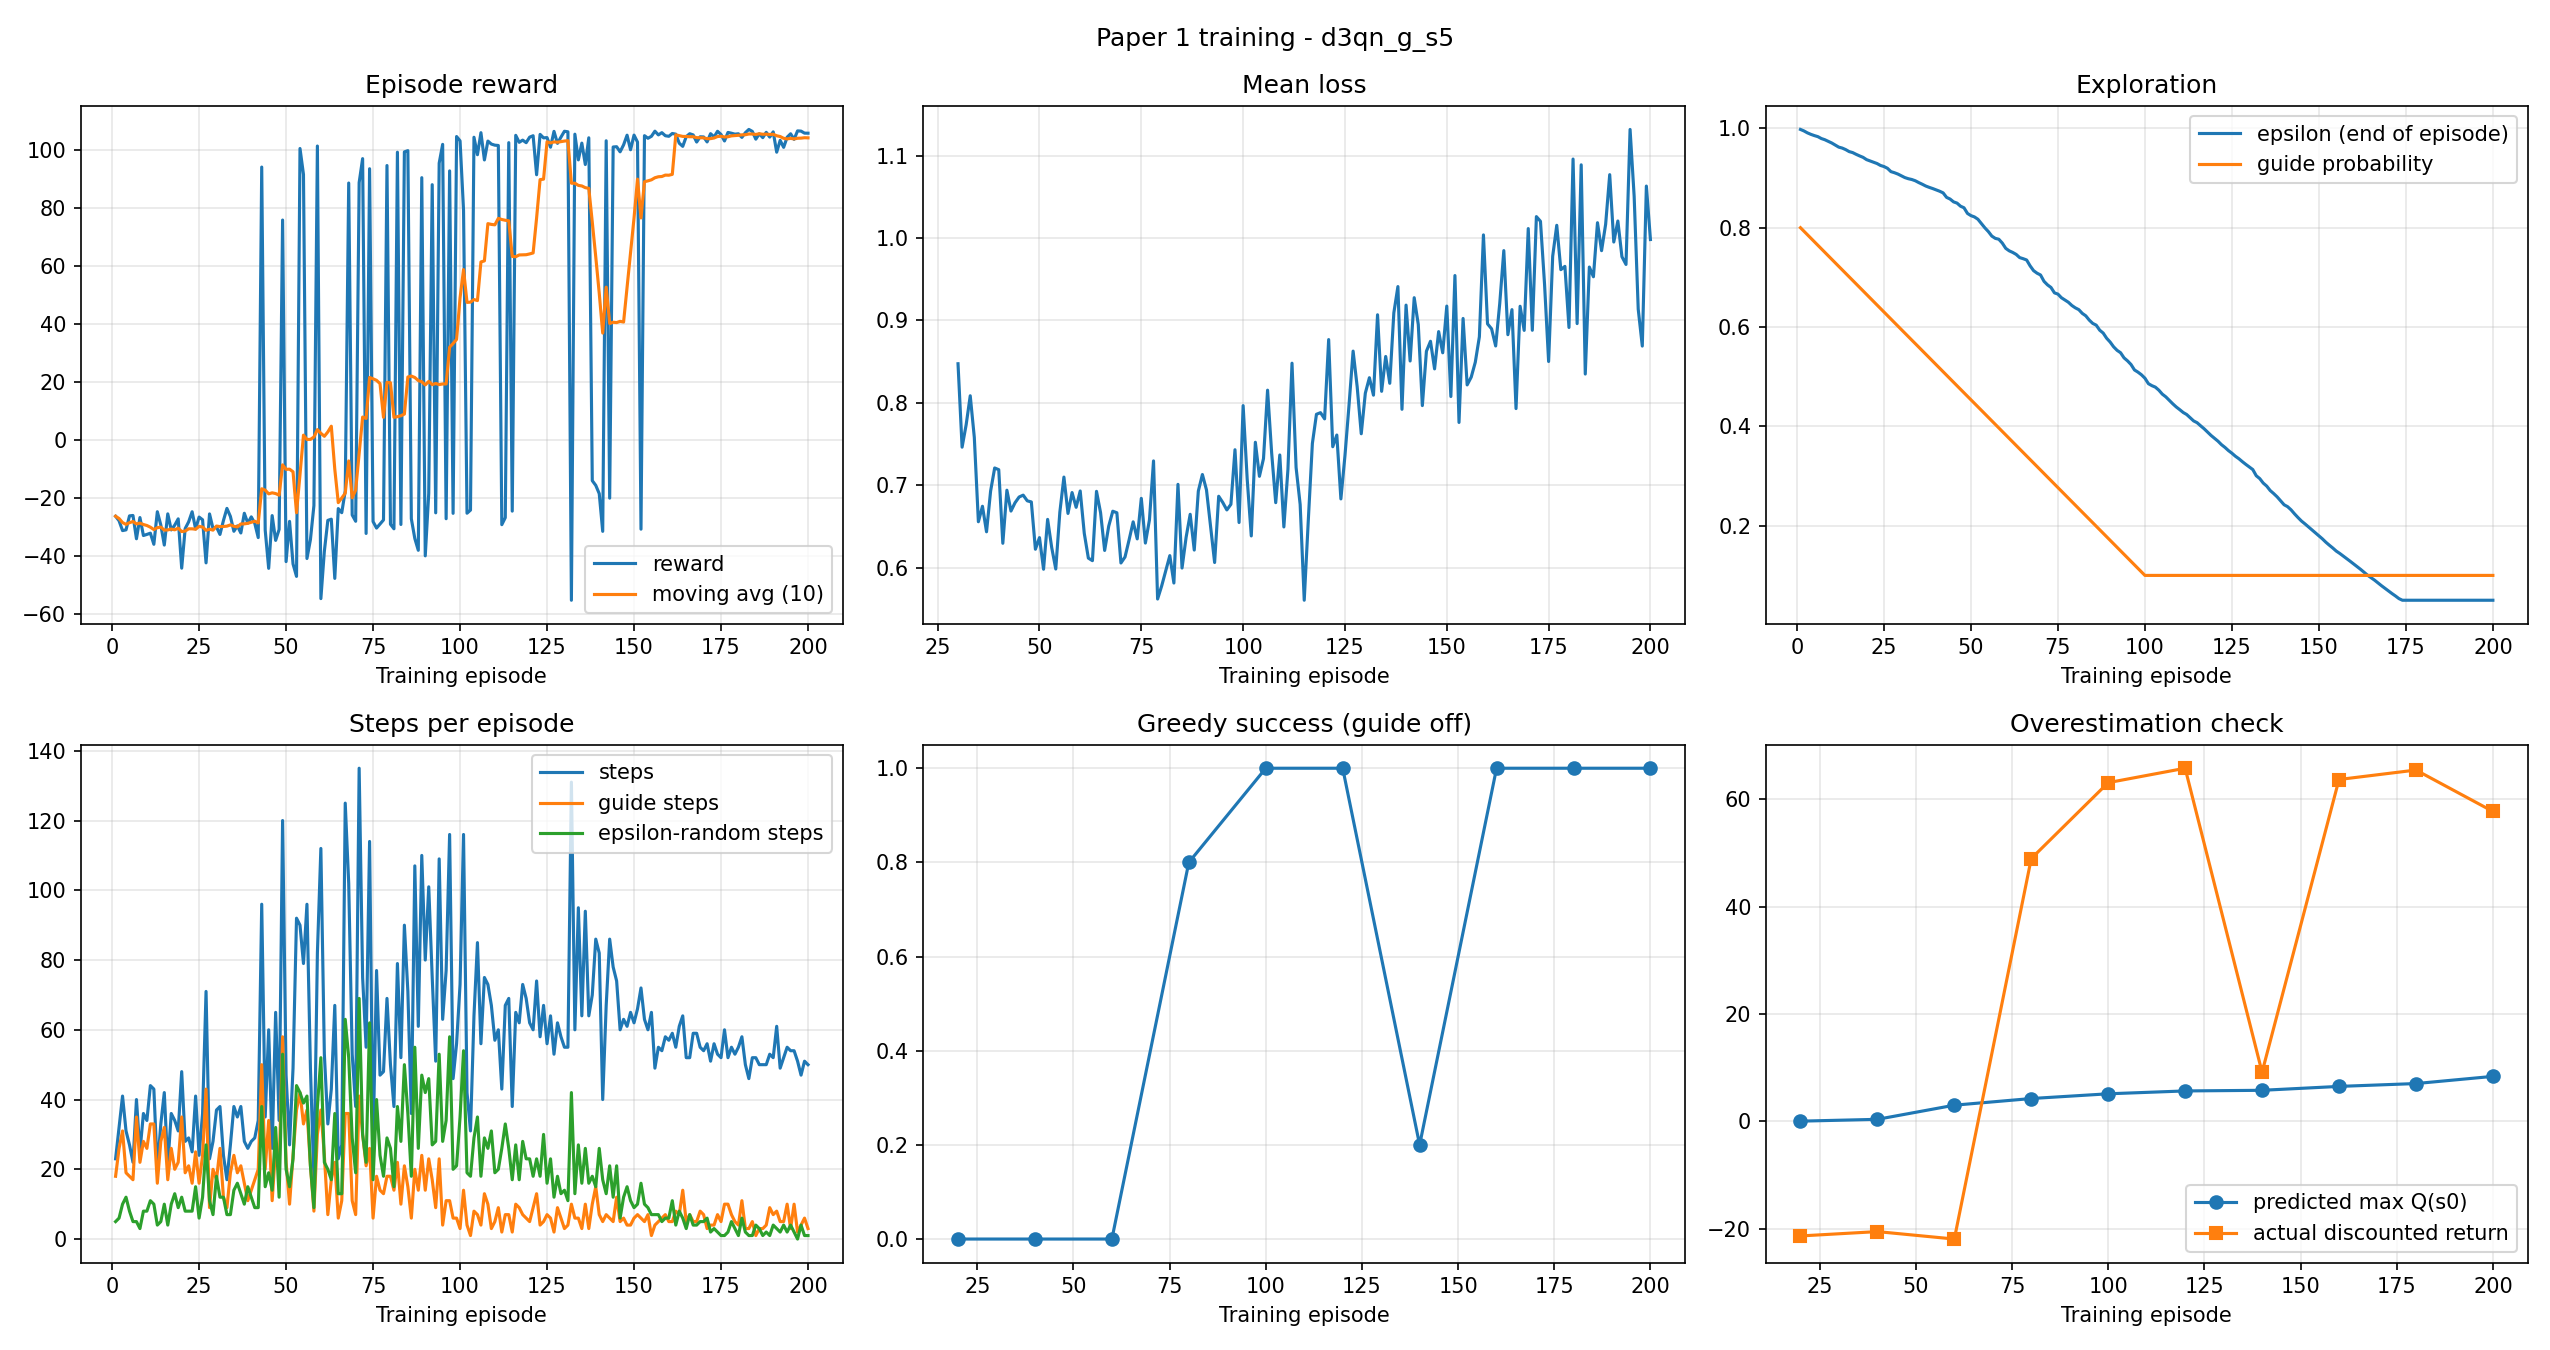 Paper 1 training - d3qn_g_s5
Episode reward
100
80
60
40
20
0
−20
−40
−60
reward
moving avg (10)
0 25 50 75 100 125 150 175 200
Training episode
Mean loss
1.1
1.0
0.9
0.8
0.7
0.6
25 50 75 100 125 150 175 200
Training episode
Exploration
1.0
0.8
0.6
0.4
0.2
epsilon (end of episode)
guide probability
0 25 50 75 100 125 150 175 200
Training episode
Steps per episode
140
120
100
80
60
40
20
0
steps
guide steps
epsilon-random steps
0 25 50 75 100 125 150 175 200
Training episode
Greedy success (guide off)
1.0
0.8
0.6
0.4
0.2
0.0
25 50 75 100 125 150 175 200
Training episode
Overestimation check
60
40
20
0
−20
predicted max Q(s0)
actual discounted return
25 50 75 100 125 150 175 200
Training episode